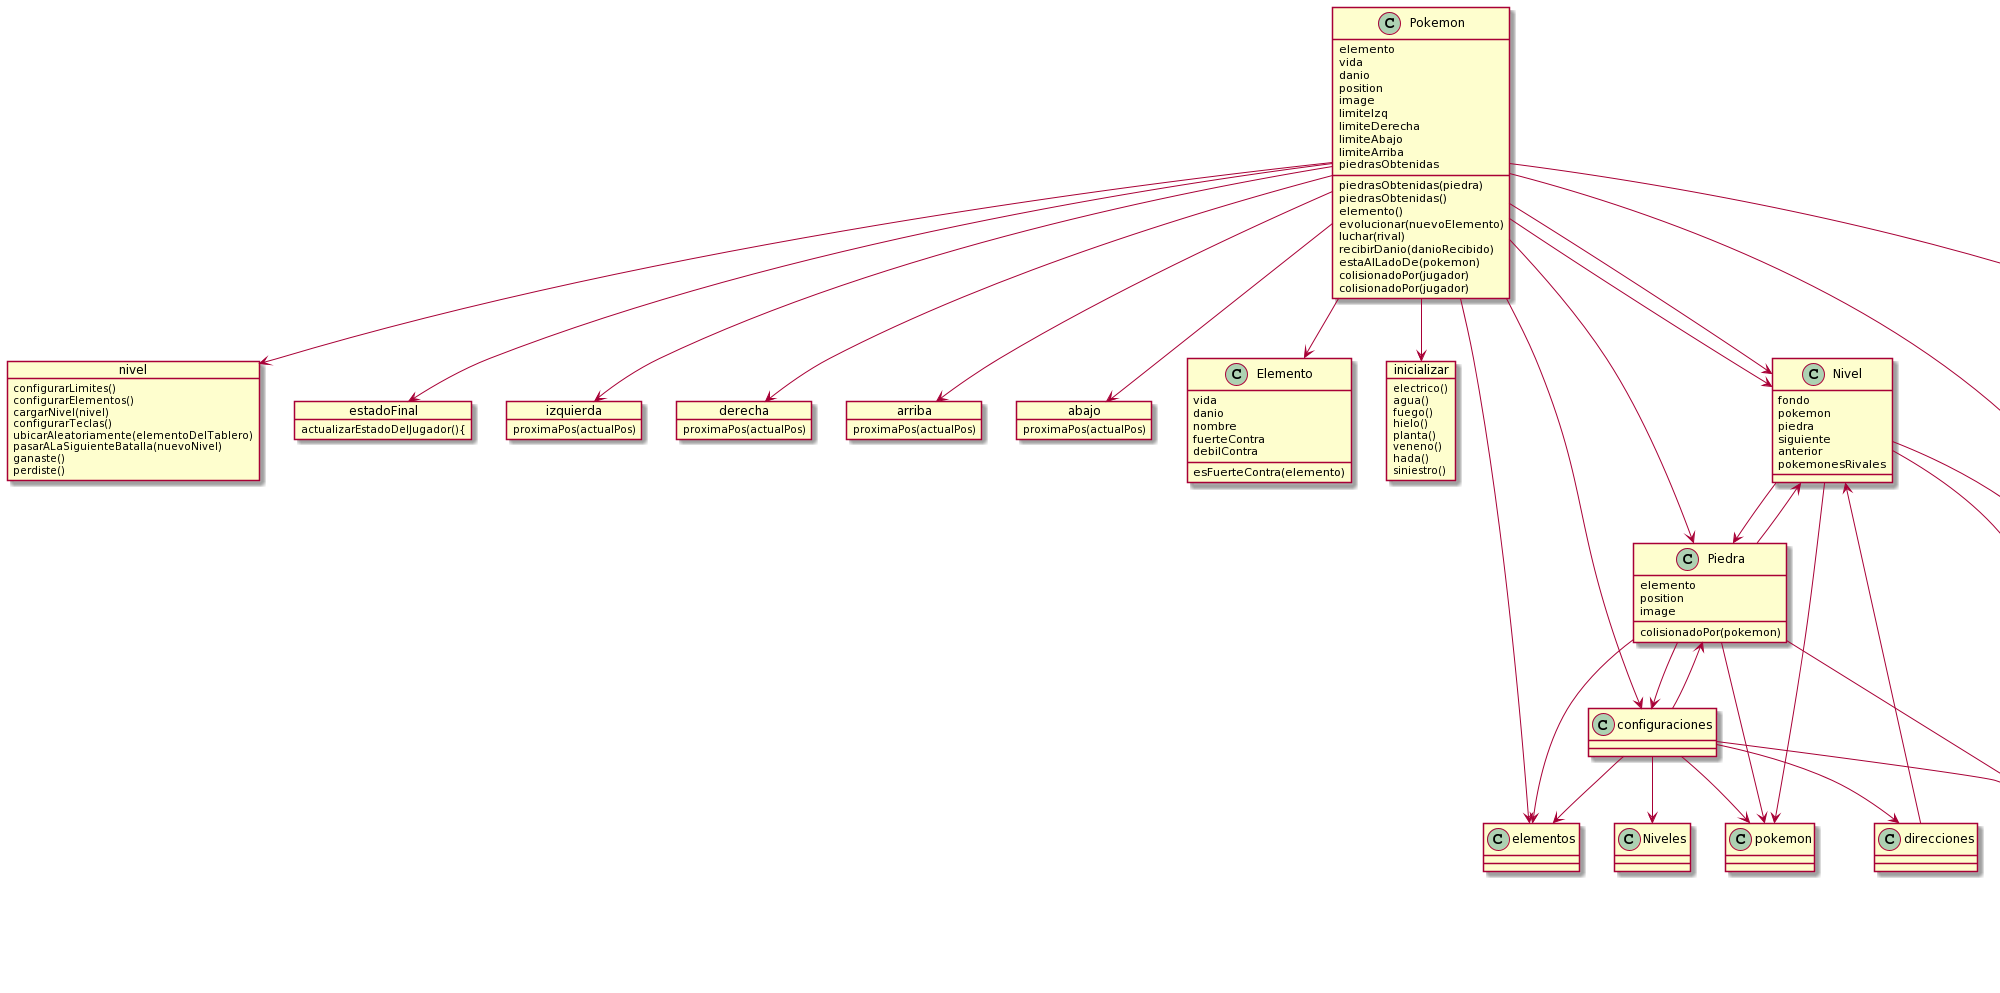 C Pokemon
elemento
vida
danio
position
image
limiteIzq
limiteDerecha
limiteAbajo
limiteArriba
piedrasObtenidas
piedrasObtenidas(piedra)
piedrasObtenidas()
elemento()
evolucionar(nuevoElemento)
luchar(rival)
recibirDanio(danioRecibido)
estaAlLadoDe(pokemon)
colisionadoPor(jugador)
colisionadoPor(jugador)
nivel
configurarLimites()
configurarElementos()
cargarNivel(nivel)
configurarTeclas()
ubicarAleatoriamente(elementoDelTablero)
pasarALaSiguienteBatalla(nuevoNivel)
ganaste()
perdiste()
estadoFinal
actualizarEstadoDelJugador(){
izquierda
proximaPos(actualPos)
derecha
proximaPos(actualPos)
arriba
proximaPos(actualPos)
abajo
proximaPos(actualPos)
C Elemento
vida
danio
nombre
fuerteContra
debilContra
esFuerteContra(elemento)
inicializar
electrico()
agua()
fuego()
hielo()
planta()
veneno()
hada()
siniestro()
C Nivel
fondo
pokemon
piedra
siguiente
anterior
pokemonesRivales
C Piedra
elemento
position
image
colisionadoPor(pokemon)
C configuraciones
C elementos
C Niveles
C pokemon
C direcciones